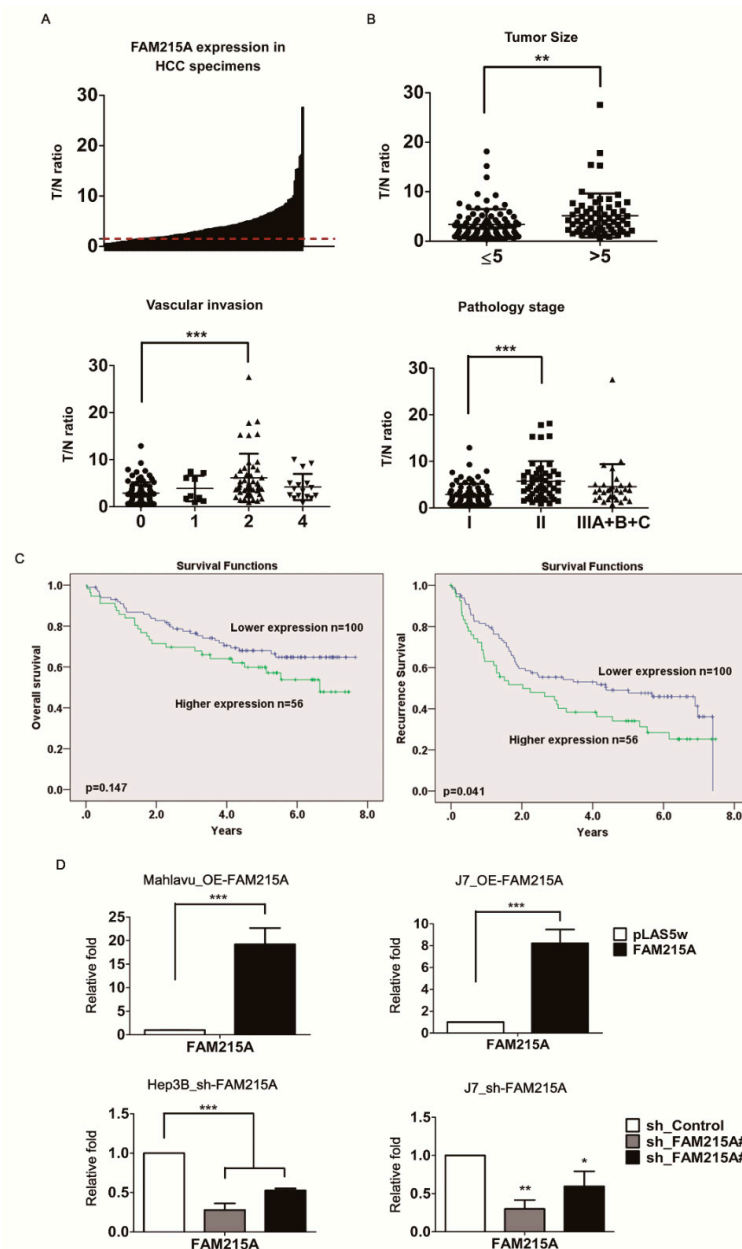 A
FAM215A expression in
HCC specimens
T/N ratio
30
20
10
0
B
Tumor Size
**
T/N ratio
30
20
10
0
≤5
>5
Vascular invasion
***
T/N ratio
30
20
10
0
0
1
2
4
Pathology stage
***
T/N ratio
30
20
10
0
I
II
IIIA+B+C
C
Survival Functions
Overall srurvival
1.0
0.8
0.6
0.4
0.2
0.0
Lower expression n=100
Higher expression n=56
p=0.147
.0
2.0
4.0
6.0
8.0
Years
Survival Functions
Recurrence Survival
1.0
0.8
0.6
0.4
0.2
0.0
Lower expression n=100
Higher expression n=56
p=0.041
.0
2.0
4.0
6.0
8.0
Years
D
Mahlavu_OE-FAM215A
***
Relative fold
25
20
15
10
5
0
FAM215A
J7_OE-FAM215A
***
Relative fold
10
8
6
4
2
0
FAM215A
pLAS5w
FAM215A
Hep3B_sh-FAM215A
***
Relative fold
1.5
1.0
0.5
0.0
FAM215A
J7_sh-FAM215A
Relative fold
1.5
1.0
0.5
0.0
**
*
FAM215A
sh_Control
sh_FAM215A#
sh_FAM215A#